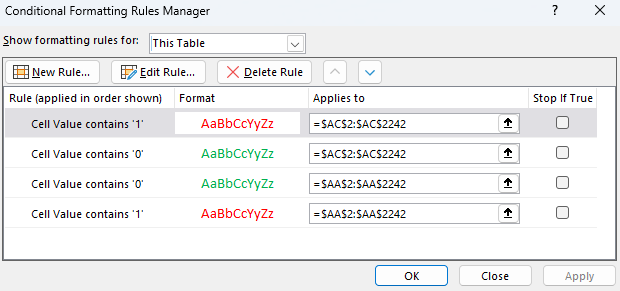 Conditional Formatting Rules Manager ? ×
Show formatting rules for: This Table
New Rule... Edit Rule... Delete Rule
Rule (applied in order shown) Format Applies to Stop If True
Cell Value contains '1' AaBbCcYyZz =$AC$2:$AC$2242
Cell Value contains '0' AaBbCcYyZz =$AC$2:$AC$2242
Cell Value contains '0' AaBbCcYyZz =$AA$2:$AA$2242
Cell Value contains '1' AaBbCcYyZz =$AA$2:$AA$2242
OK Close Apply